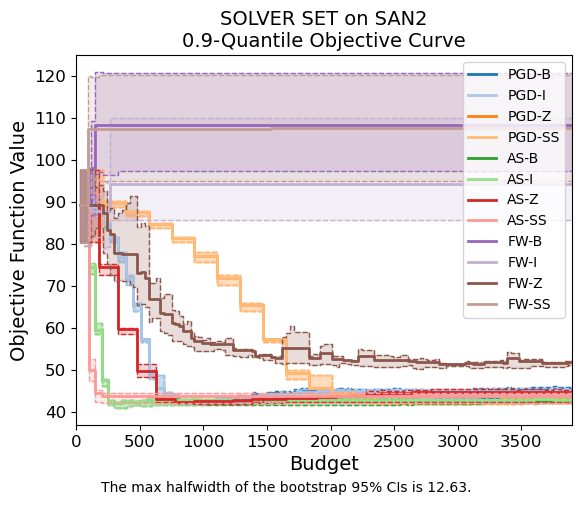 SOLVER SET on SAN2
0.9-Quantile Objective Curve
Objective Function Value
120
110
100
90
80
70
60
50
40
0
500
1000
1500
2000
2500
3000
3500
Budget
PGD-B
PGD-I
PGD-Z
PGD-SS
AS-B
AS-I
AS-Z
AS-SS
FW-B
FW-I
FW-Z
FW-SS
The max halfwidth of the bootstrap 95% CIs is 12.63.